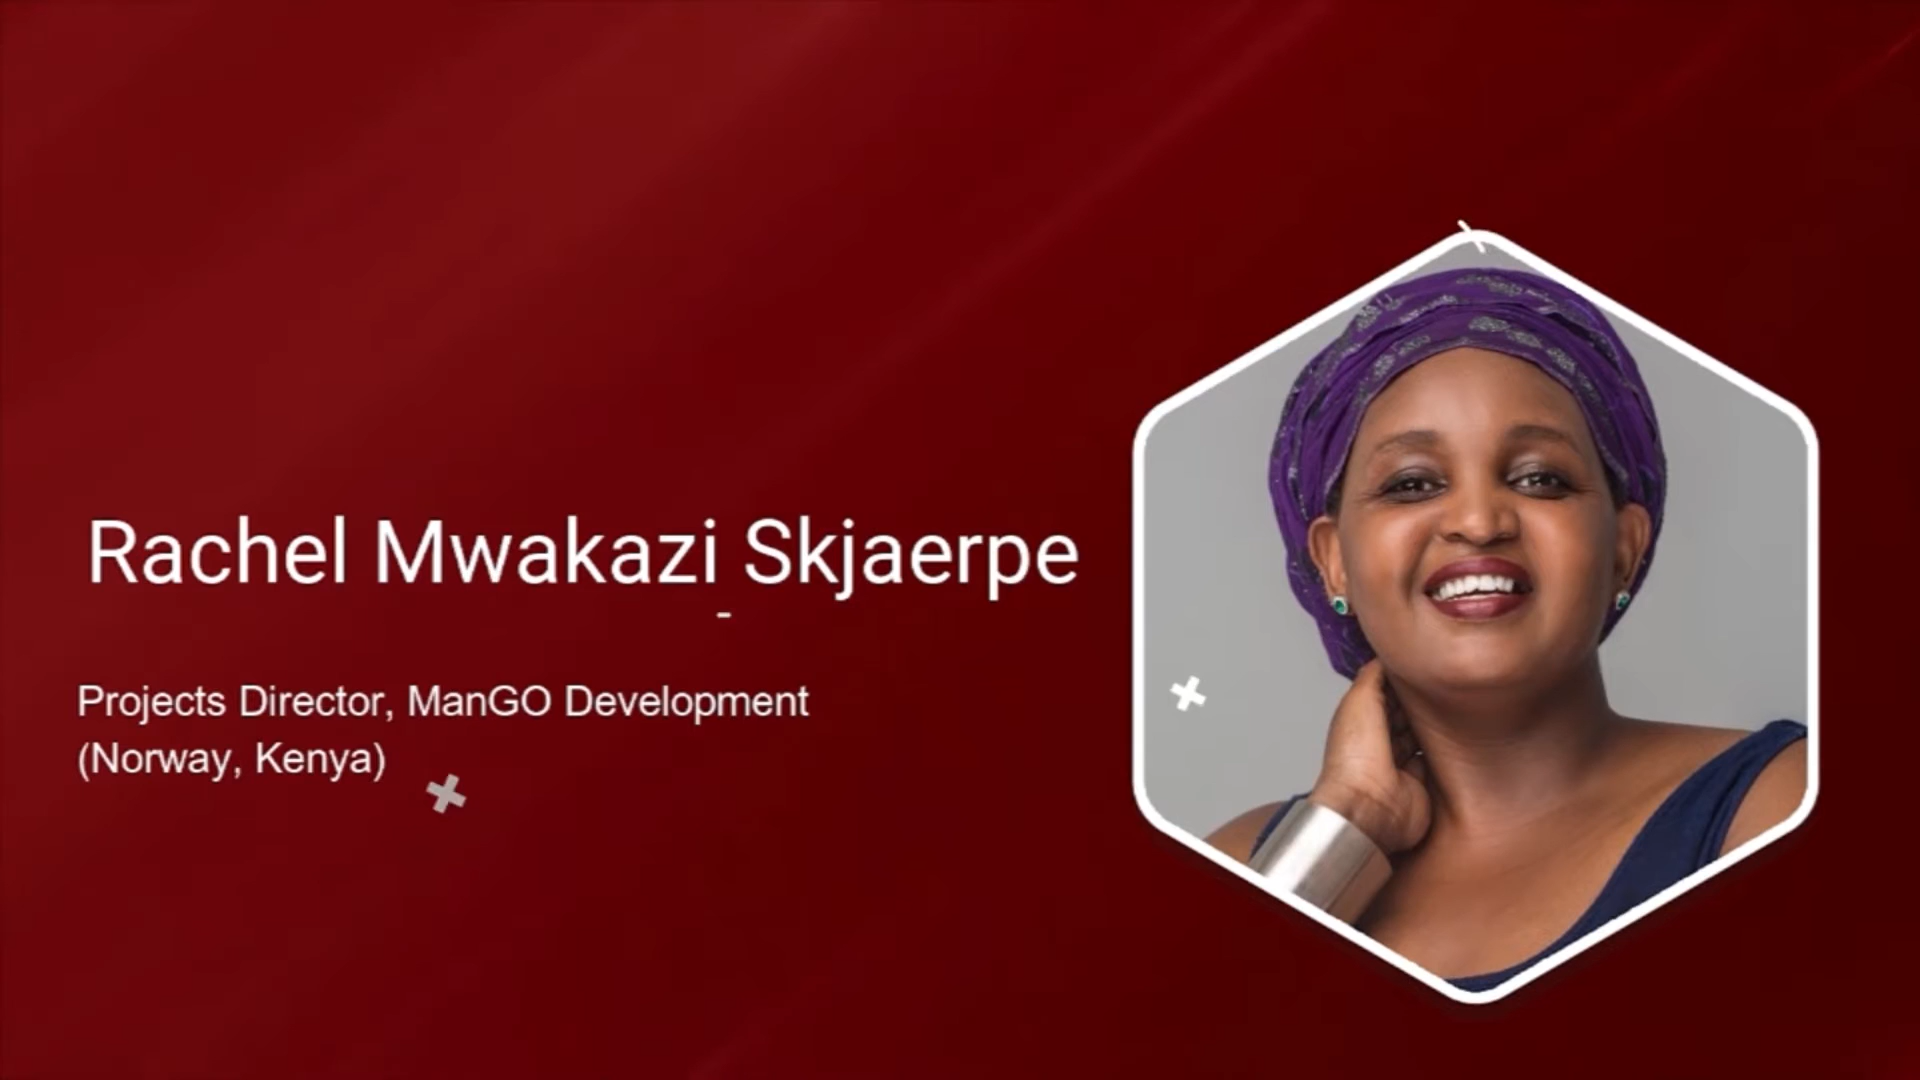 Rachel Mwakazi Skjaerpe
-
Projects Director, ManGO Development
(Norway, Kenya)